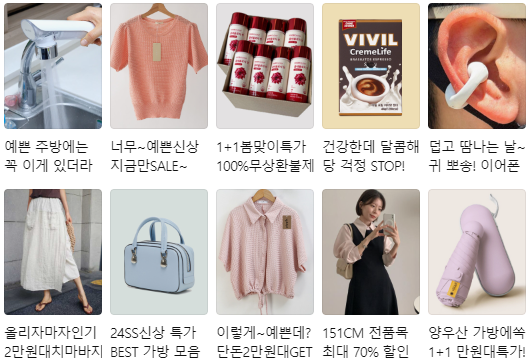 VIVIL
CremeLife
예쁜 주방에는
꼭 이게 있더라
너무~예쁜신상
지금만SALE~
1+1봄맞이특가
100%무상환불제
건강한데 달콤해
당 걱정 STOP!
덥고 땀나는 날~
귀 뽀송! 이어폰
올리자마자인기
2만원대치마바지
24SS신상 특가
BEST 가방 모음
이렇게~예쁜데?
단돈2만원대GET
151CM 전품목
최대 70% 할인
양우산 가방에쏙
1+1 만원대특가!